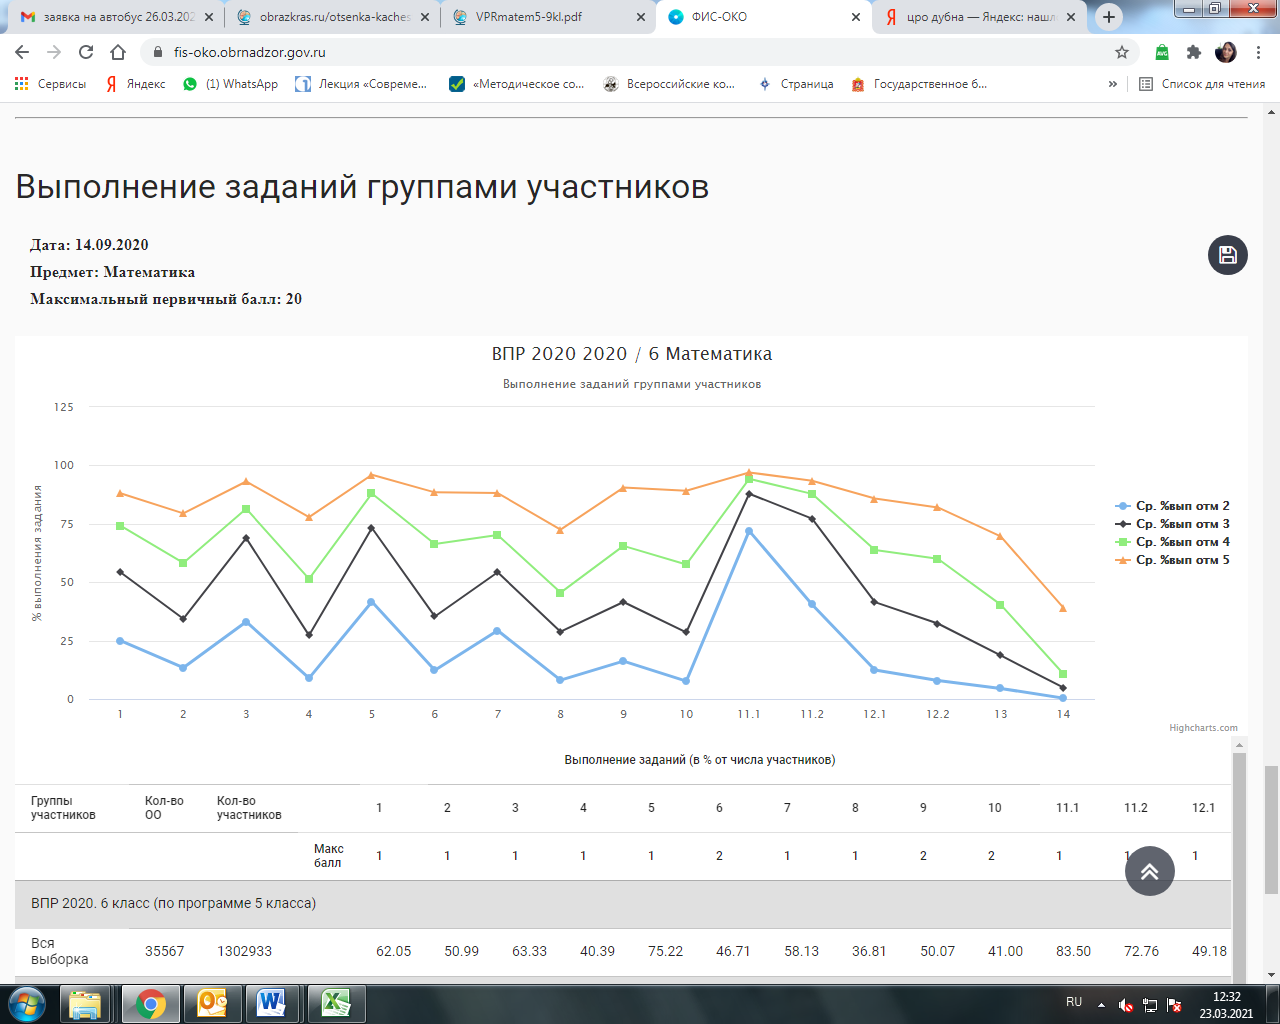 заявка на автобус 26.03.202
obrazkras.ru/otsenka-kaches
VPRmatem5-9kl.pdf
ФИС-ОКО
цро дубна — Яндекс: нашл
fis-oko.obrnadzor.gov.ru
Сервисы
Яндекс
(1) WhatsApp
Лекция «Совреме...
«Методическое со...
Всероссийские ко...
Страница
Государственное б...
»
Список для чтения
Выполнение заданий группами участников
Дата: 14.09.2020
Предмет: Математика
Максимальный первичный балл: 20
ВПР 2020 2020 / 6 Математика
Выполнение заданий группами участников
% выполнения задания
125
100
75
50
25
0
1 2 3 4 5 6 7 8 9 10 11.1 11.2 12.1 12.2 13 14
Ср. %вып отм 2
Ср. %вып отм 3
Ср. %вып отм 4
Ср. %вып отм 5
Highcharts.com
Выполнение заданий (в % от числа участников)
Группы участников Кол-во ОО Кол-во участников 1 2 3 4 5 6 7 8 9 10 11.1 11.2 12.1
Макс балл 1 1 1 1 1 2 1 1 2 2 1 1 1
ВПР 2020. 6 класс (по программе 5 класса)
Вся выборка 35567 1302933 62.05 50.99 63.33 40.39 75.22 46.71 58.13 36.81 50.07 41.00 83.50 72.76 49.18
RU
12:32
23.03.2021